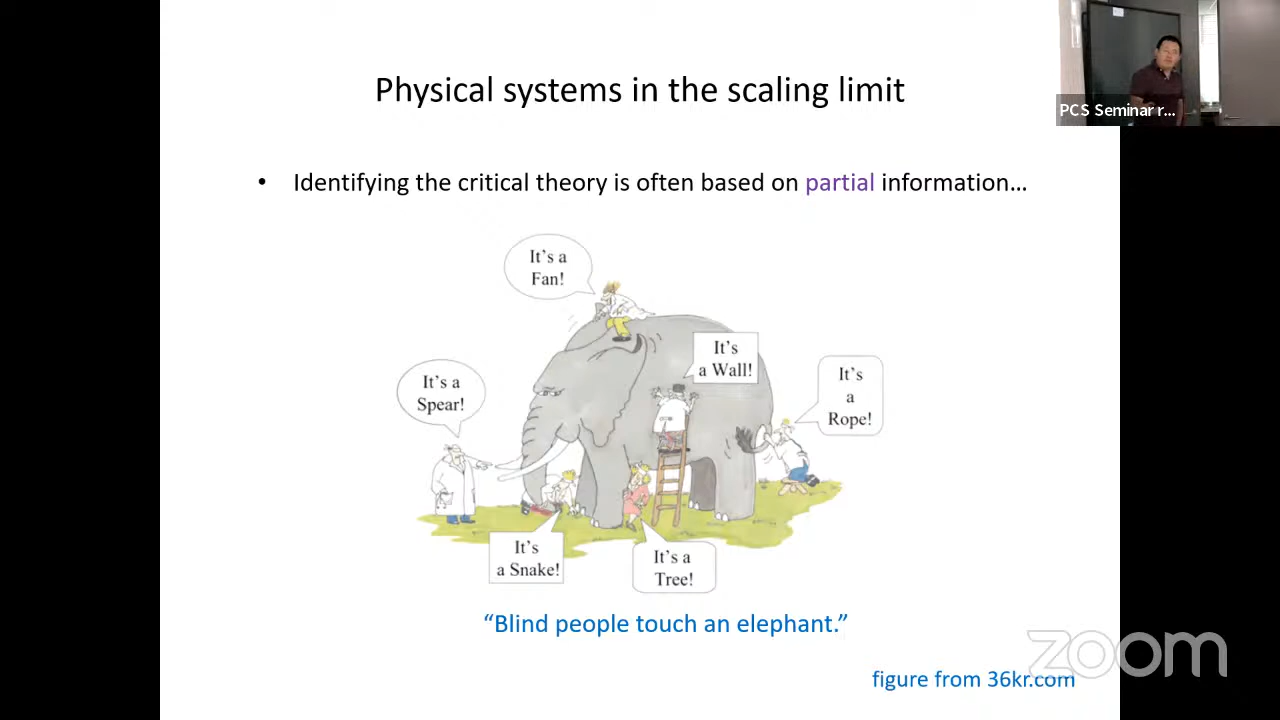 Physical systems in the scaling limit
PCS Seminar r...
• Identifying the critical theory is often based on partial information…
It's a
Fan!
It's
a Wall!
It's a
Spear!
It's
a
Rope!
It's
a Snake!
It's a
Tree!
“Blind people touch an elephant.”
zoom
figure from 36kr.com